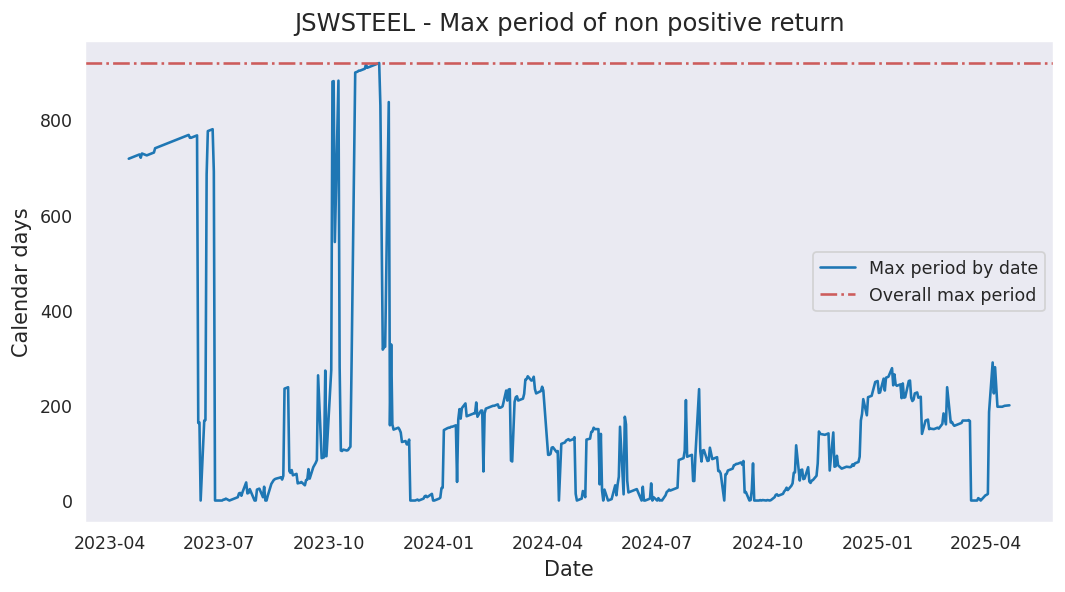 JSWSTEEL - Max period of non positive return
Calendar days
800
600
400
200
0
Max period by date
Overall max period
2023-04 2023-07 2023-10 2024-01 2024-04 2024-07 2024-10 2025-01 2025-04
Date